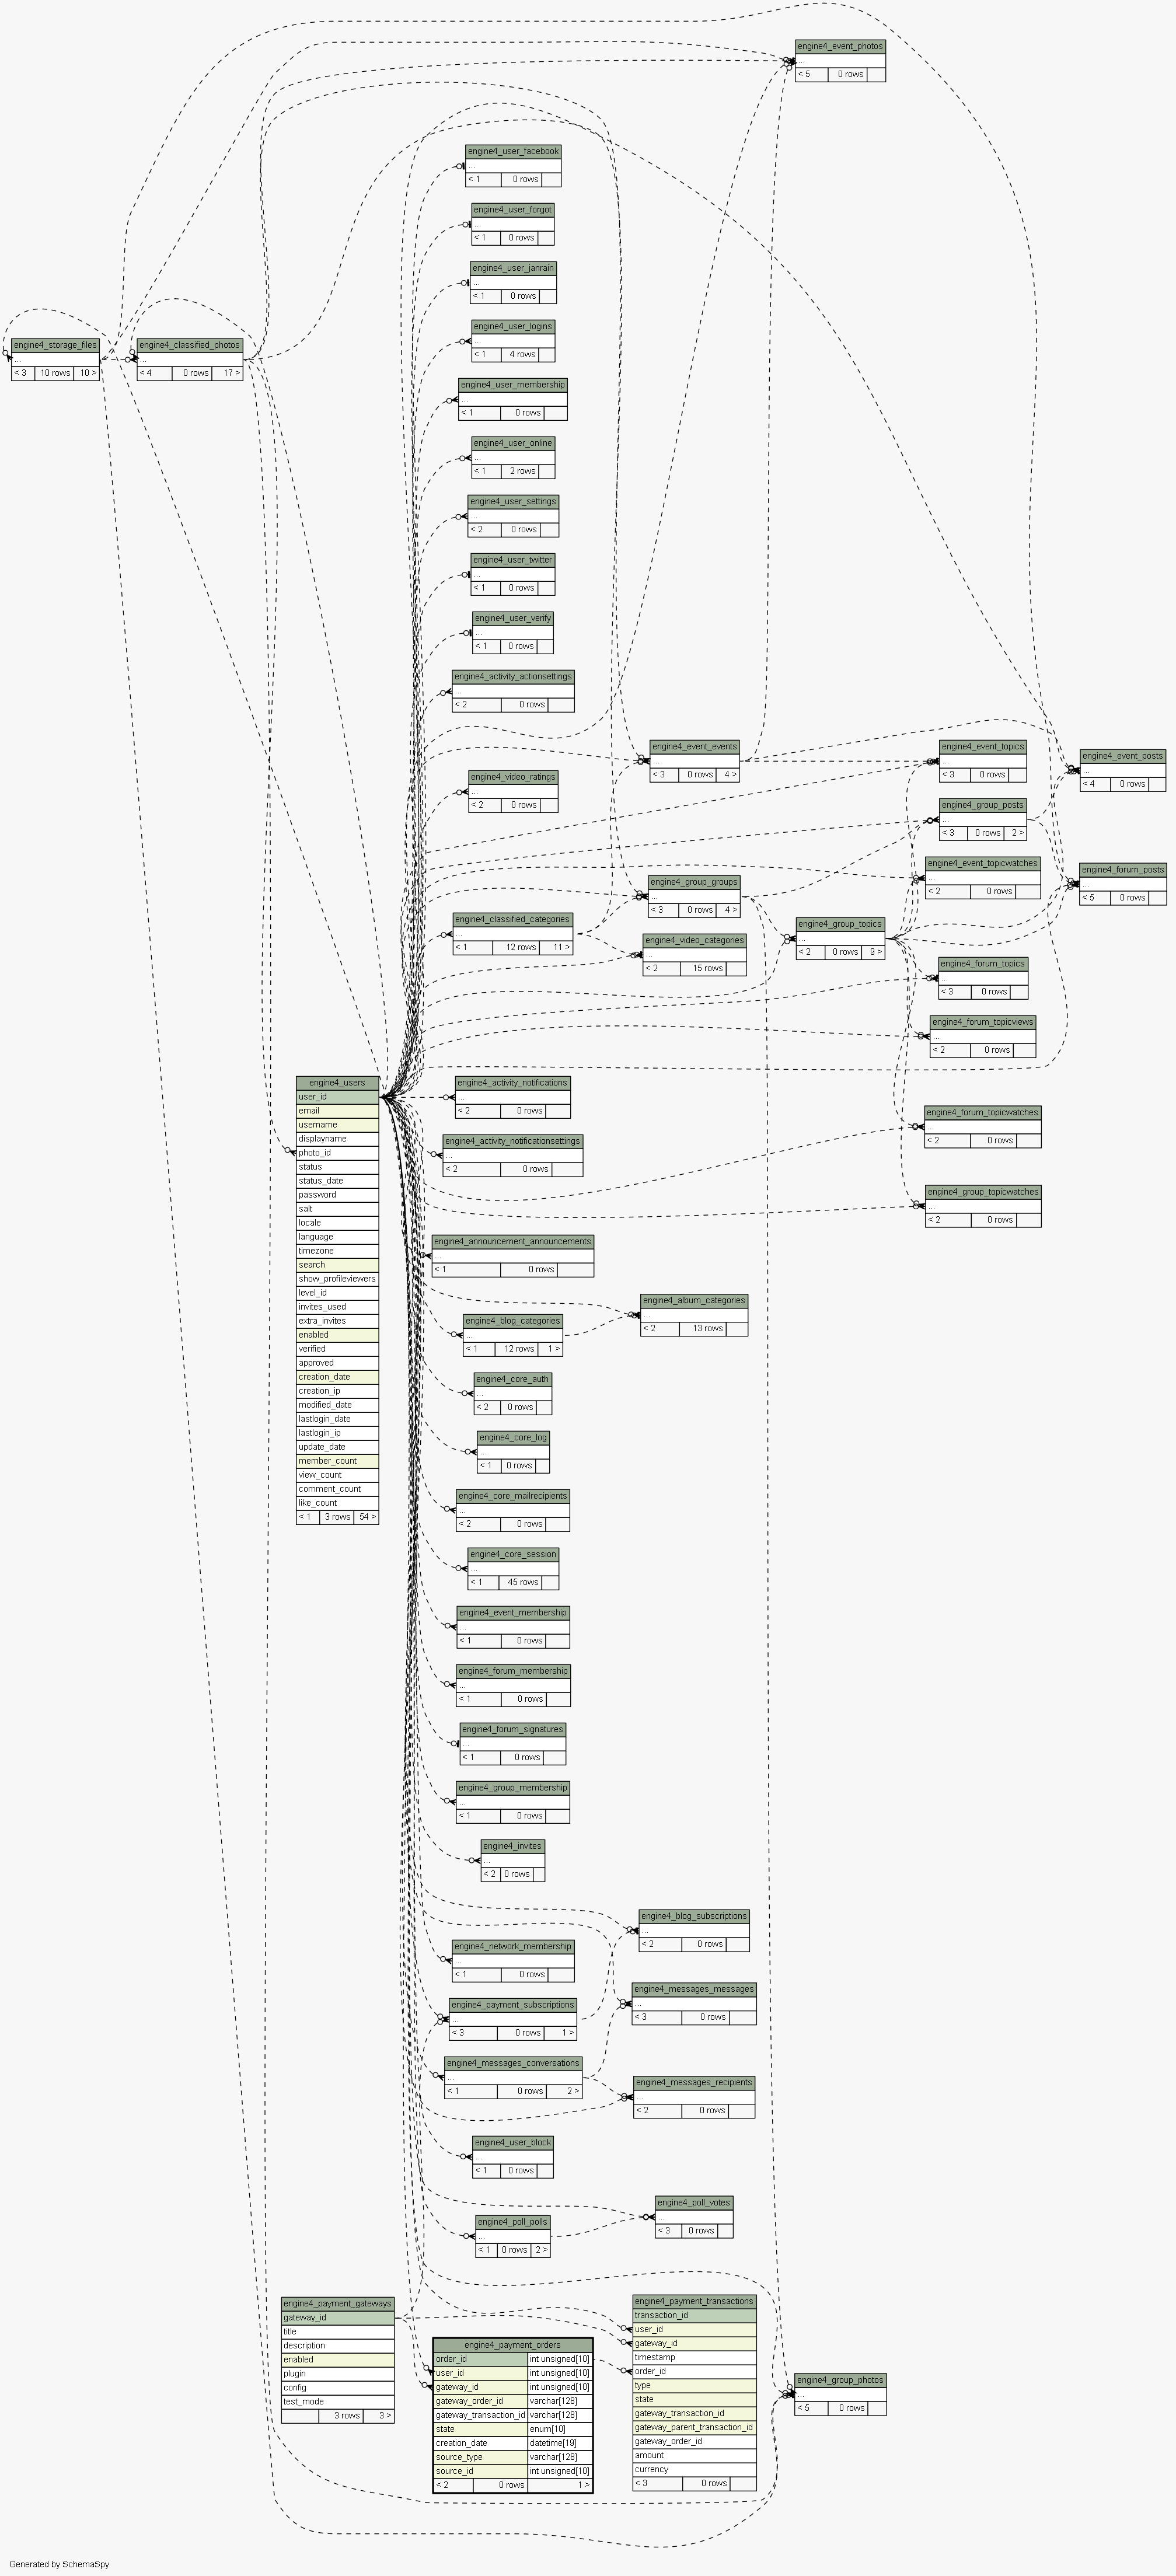 engine4_event_photos
...
< 5 0 rows
engine4_user_facebook
...
< 1 0 rows
engine4_user_forgot
...
< 1 0 rows
engine4_user_janrain
...
< 1 0 rows
engine4_user_logins
...
< 1 4 rows
engine4_storage_files
...
< 3 10 rows 10 >
engine4_classified_photos
...
< 4 0 rows 17 >
engine4_user_membership
...
< 1 0 rows
engine4_user_online
...
< 1 2 rows
engine4_user_settings
...
< 2 0 rows
engine4_user_twitter
...
< 1 0 rows
engine4_user_verify
...
< 1 0 rows
engine4_activity_actionsettings
...
< 2 0 rows
engine4_event_events
...
< 3 0 rows 4 >
engine4_event_topics
...
< 3 0 rows
engine4_event_posts
...
< 4 0 rows
engine4_video_ratings
...
< 2 0 rows
engine4_group_posts
...
< 3 0 rows 2 >
engine4_event_topicwatches
...
< 2 0 rows
engine4_forum_posts
...
< 5 0 rows
engine4_group_groups
...
< 3 0 rows 4 >
engine4_classified_categories
...
< 1 12 rows 11 >
engine4_group_topics
...
< 2 0 rows 9 >
engine4_video_categories
...
< 2 15 rows
engine4_forum_topics
...
< 3 0 rows
engine4_forum_topicviews
...
< 2 0 rows
engine4_users
user_id
email
username
displayname
photo_id
status
status_date
password
salt
locale
language
timezone
search
show_profileviewers
level_id
invites_used
extra_invites
enabled
verified
approved
creation_date
creation_ip
modified_date
lastlogin_date
lastlogin_ip
update_date
member_count
view_count
comment_count
like_count
< 1 3 rows 54 >
engine4_activity_notifications
...
< 2 0 rows
engine4_forum_topicwatches
...
< 2 0 rows
engine4_activity_notificationsettings
...
< 2 0 rows
engine4_group_topicwatches
...
< 2 0 rows
engine4_announcement_announcements
...
< 1 0 rows
engine4_album_categories
...
< 2 13 rows
engine4_blog_categories
...
< 1 12 rows 1 >
engine4_core_auth
...
< 2 0 rows
engine4_core_log
...
< 1 0 rows
engine4_core_mailrecipients
...
< 2 0 rows
engine4_core_session
...
< 1 45 rows
engine4_event_membership
...
< 1 0 rows
engine4_forum_membership
...
< 1 0 rows
engine4_forum_signatures
...
< 1 0 rows
engine4_group_membership
...
< 1 0 rows
engine4_invites
...
< 2 0 rows
engine4_blog_subscriptions
...
< 2 0 rows
engine4_network_membership
...
< 1 0 rows
engine4_messages_messages
...
< 3 0 rows
engine4_payment_subscriptions
...
< 3 0 rows 1 >
engine4_messages_conversations
...
< 1 0 rows 2 >
engine4_messages_recipients
...
< 2 0 rows
engine4_user_block
...
< 1 0 rows
engine4_poll_votes
...
< 3 0 rows
engine4_poll_polls
...
< 1 0 rows 2 >
engine4_payment_gateways
gateway_id
title
description
enabled
plugin
config
test_mode
3 rows 3 >
engine4_payment_orders
order_id int unsigned[10]
user_id int unsigned[10]
gateway_id int unsigned[10]
gateway_order_id varchar[128]
gateway_transaction_id varchar[128]
state enum[10]
creation_date datetime[19]
source_type varchar[128]
source_id int unsigned[10]
< 2 0 rows 1 >
engine4_payment_transactions
transaction_id
user_id
gateway_id
timestamp
order_id
type
state
gateway_transaction_id
gateway_parent_transaction_id
gateway_order_id
amount
currency
< 3 0 rows
engine4_group_photos
...
< 5 0 rows
Generated by SchemaSpy